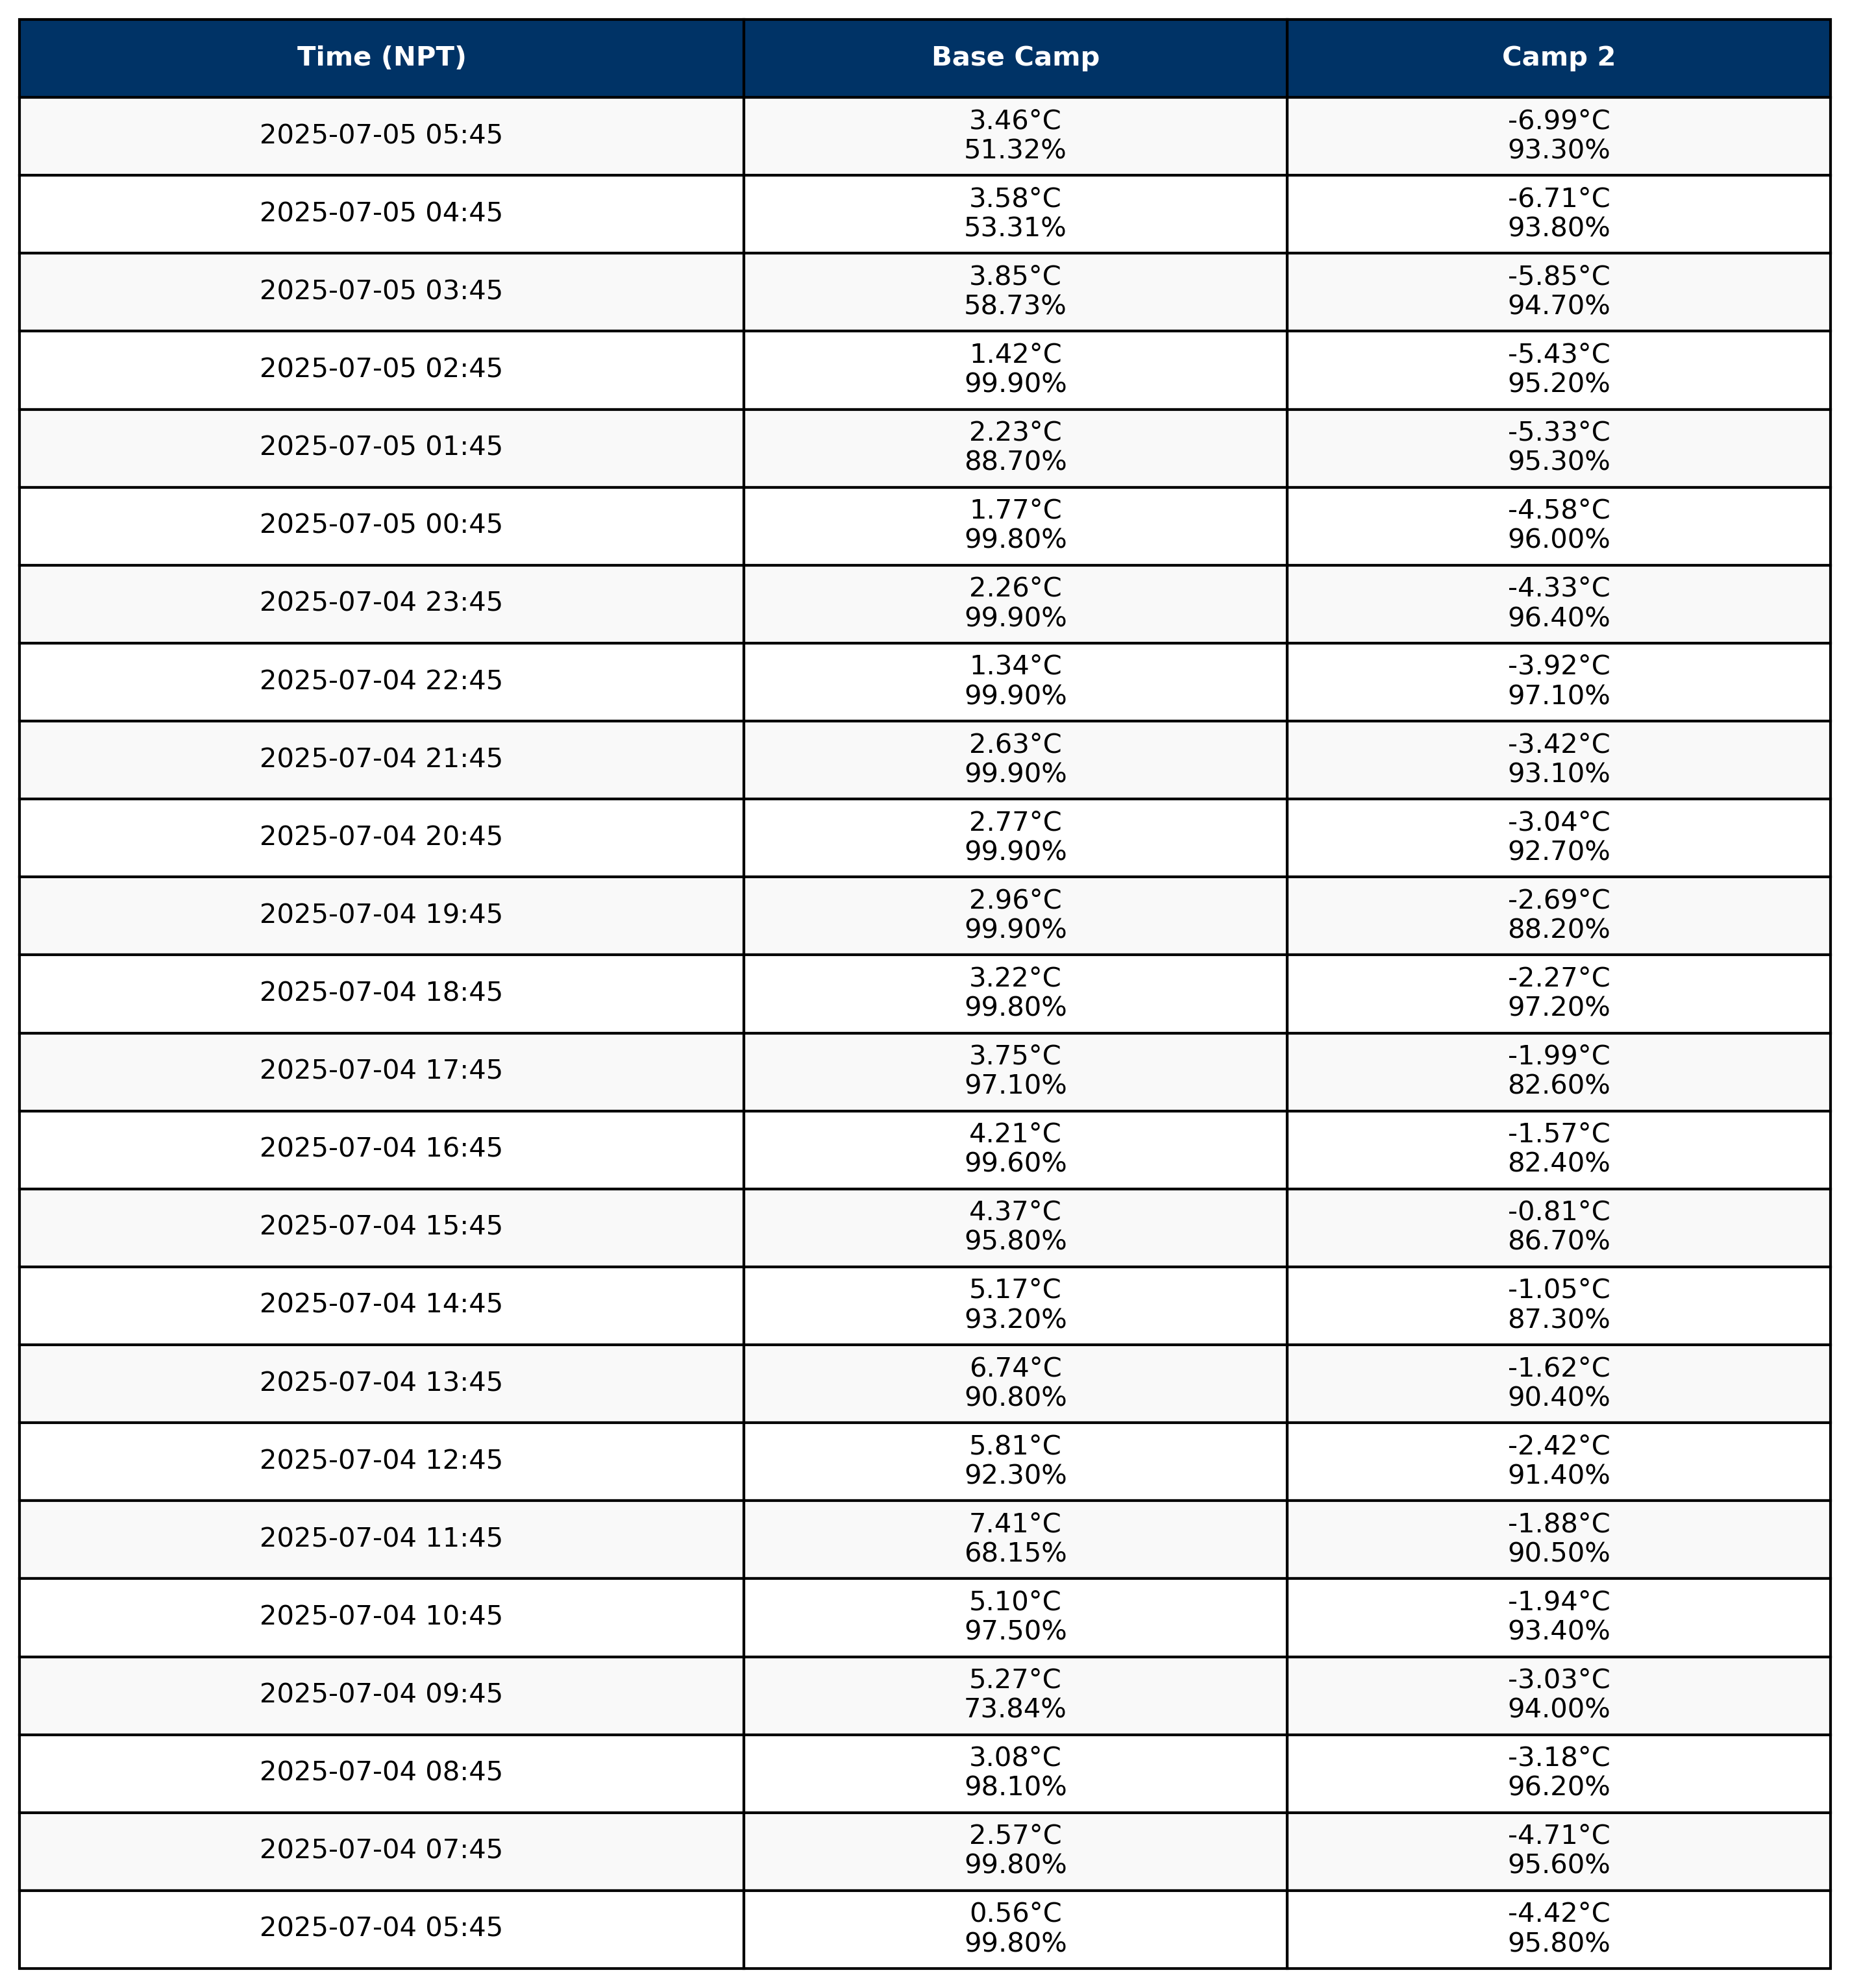 Time (NPT) Base Camp Camp 2
2025-07-05 05:45 3.46°C -6.99°C
51.32% 93.30%
2025-07-05 04:45 3.58°C -6.71°C
53.31% 93.80%
2025-07-05 03:45 3.85°C -5.85°C
58.73% 94.70%
2025-07-05 02:45 1.42°C -5.43°C
99.90% 95.20%
2025-07-05 01:45 2.23°C -5.33°C
88.70% 95.30%
2025-07-05 00:45 1.77°C -4.58°C
99.80% 96.00%
2025-07-04 23:45 2.26°C -4.33°C
99.90% 96.40%
2025-07-04 22:45 1.34°C -3.92°C
99.90% 97.10%
2025-07-04 21:45 2.63°C -3.42°C
99.90% 93.10%
2025-07-04 20:45 2.77°C -3.04°C
99.90% 92.70%
2025-07-04 19:45 2.96°C -2.69°C
99.90% 88.20%
2025-07-04 18:45 3.22°C -2.27°C
99.80% 97.20%
2025-07-04 17:45 3.75°C -1.99°C
97.10% 82.60%
2025-07-04 16:45 4.21°C -1.57°C
99.60% 82.40%
2025-07-04 15:45 4.37°C -0.81°C
95.80% 86.70%
2025-07-04 14:45 5.17°C -1.05°C
93.20% 87.30%
2025-07-04 13:45 6.74°C -1.62°C
90.80% 90.40%
2025-07-04 12:45 5.81°C -2.42°C
92.30% 91.40%
2025-07-04 11:45 7.41°C -1.88°C
68.15% 90.50%
2025-07-04 10:45 5.10°C -1.94°C
97.50% 93.40%
2025-07-04 09:45 5.27°C -3.03°C
73.84% 94.00%
2025-07-04 08:45 3.08°C -3.18°C
98.10% 96.20%
2025-07-04 07:45 2.57°C -4.71°C
99.80% 95.60%
2025-07-04 05:45 0.56°C -4.42°C
99.80% 95.80%